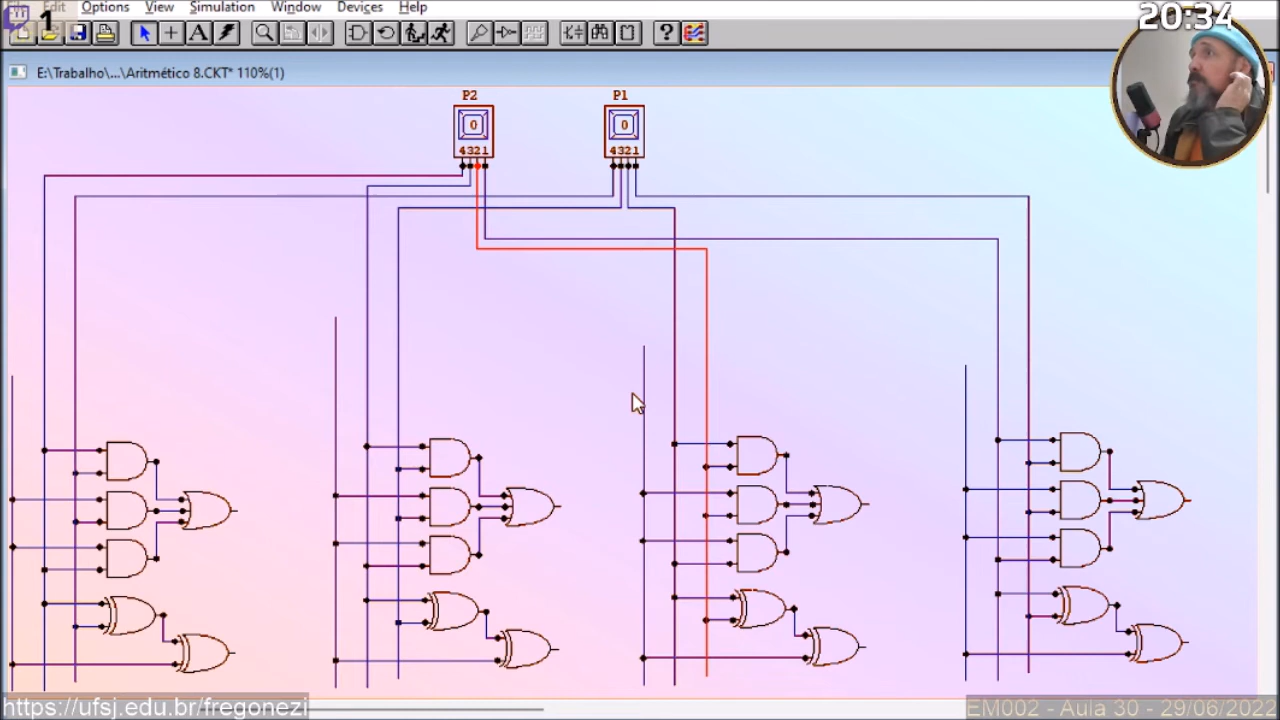 1
Edit Options View Simulation Window Devices Help
20:34
E:\Trabalho\...\Aritmético 8.CKT* 110%(1)
P2 P1
0 0
4321 4321
https://ufsj.edu.br/fregonezi
EM002 - Aula 30 - 29/06/2022